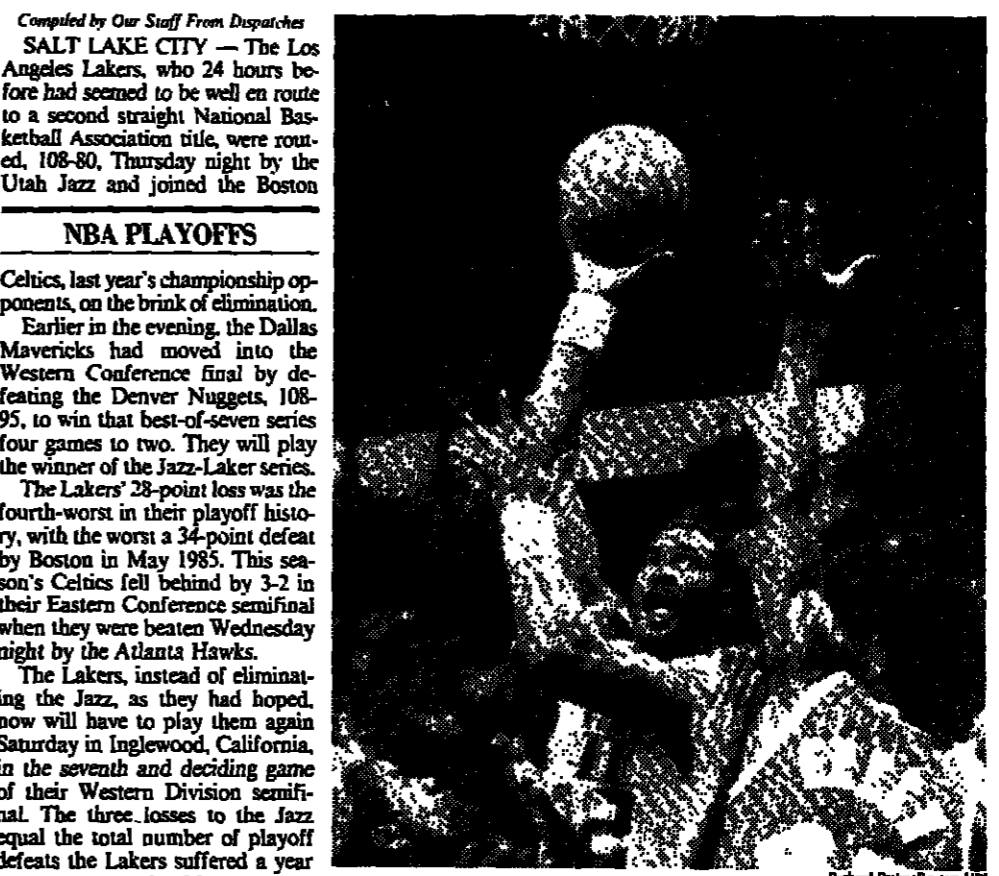 Compiled by Our Staff From Dispatches
SALT LAKE CITY — The Los
Angeles Lakers, who 24 hours be-
fore had seemed to be well en route
to a second straight National Bas-
ketball Association title, were rout-
ed, 108-80, Thursday night by the
Utah Jazz and joined the Boston
NBA PLAYOFFS
Celtics, last year's championship op-
ponents, on the brink of elimination.
Earlier in the evening, the Dallas
Mavericks had moved into the
Western Conference final by de-
feating the Denver Nuggets, 108-
95, to win that best-of-seven series
four games to two. They will play
the winner of the Jazz-Laker series.
The Lakers' 28-point loss was the
fourth-worst in their playoff histo-
ry, with the worst a 34-point defeat
by Boston in May 1985. This sea-
son's Celtics fell behind by 3-2 in
their Eastern Conference semifinal
when they were beaten Wednesday
night by the Atlanta Hawks.
The Lakers, instead of eliminat-
ing the Jazz, as they had hoped,
now will have to play them again
Saturday in Inglewood, California,
in the seventh and deciding game
of their Western Division semifi-
nal. The three losses to the Jazz
equal the total number of playoff
defeats the Lakers suffered a year